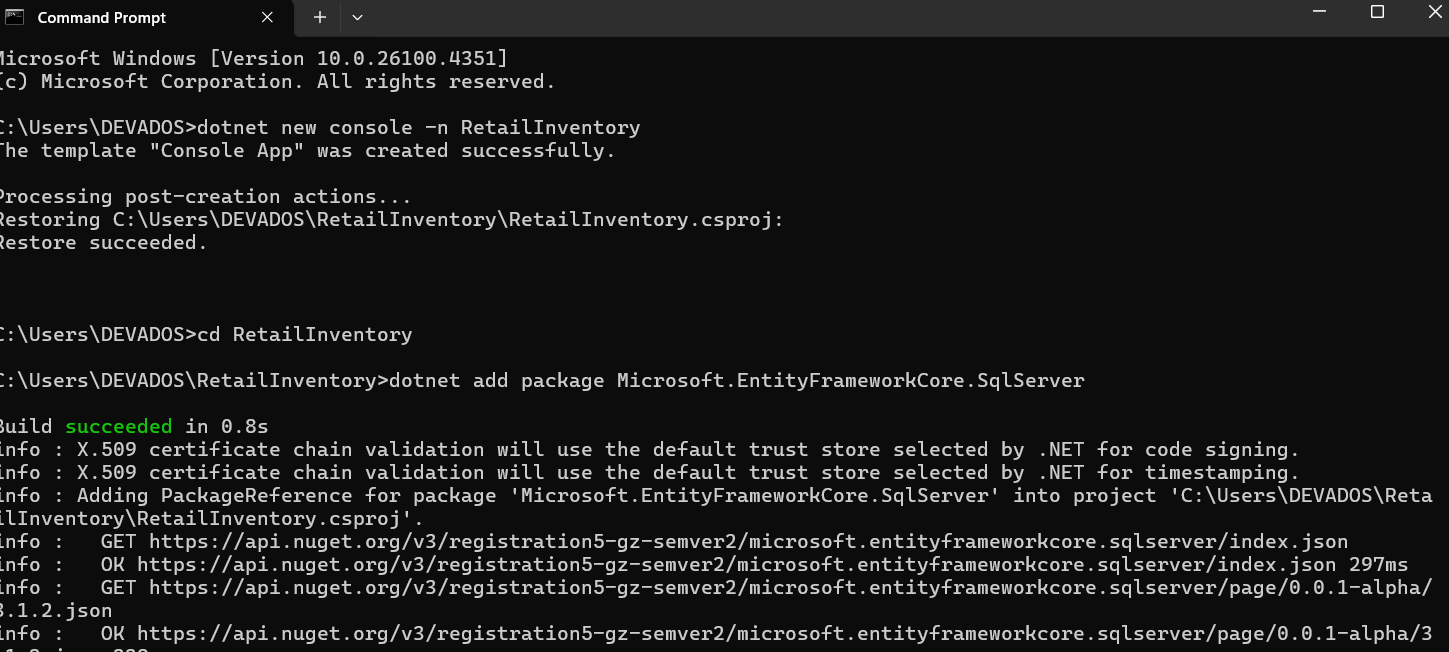 Command Prompt
Microsoft Windows [Version 10.0.26100.4351]
(c) Microsoft Corporation. All rights reserved.
C:\Users\DEVADOS>dotnet new console -n RetailInventory
The template "Console App" was created successfully.
Processing post-creation actions...
Restoring C:\Users\DEVADOS\RetailInventory\RetailInventory.csproj:
Restore succeeded.
C:\Users\DEVADOS>cd RetailInventory
C:\Users\DEVADOS\RetailInventory>dotnet add package Microsoft.EntityFrameworkCore.SqlServer
Build succeeded in 0.8s
info : X.509 certificate chain validation will use the default trust store selected by .NET for code signing.
info : X.509 certificate chain validation will use the default trust store selected by .NET for timestamping.
info : Adding PackageReference for package 'Microsoft.EntityFrameworkCore.SqlServer' into project 'C:\Users\DEVADOS\Reta
ilInventory\RetailInventory.csproj'.
info :   GET https://api.nuget.org/v3/registration5-gz-semver2/microsoft.entityframeworkcore.sqlserver/index.json
info :   OK https://api.nuget.org/v3/registration5-gz-semver2/microsoft.entityframeworkcore.sqlserver/index.json 297ms
info :   GET https://api.nuget.org/v3/registration5-gz-semver2/microsoft.entityframeworkcore.sqlserver/page/0.0.1-alpha/
3.1.2.json
info :   OK https://api.nuget.org/v3/registration5-gz-semver2/microsoft.entityframeworkcore.sqlserver/page/0.0.1-alpha/3